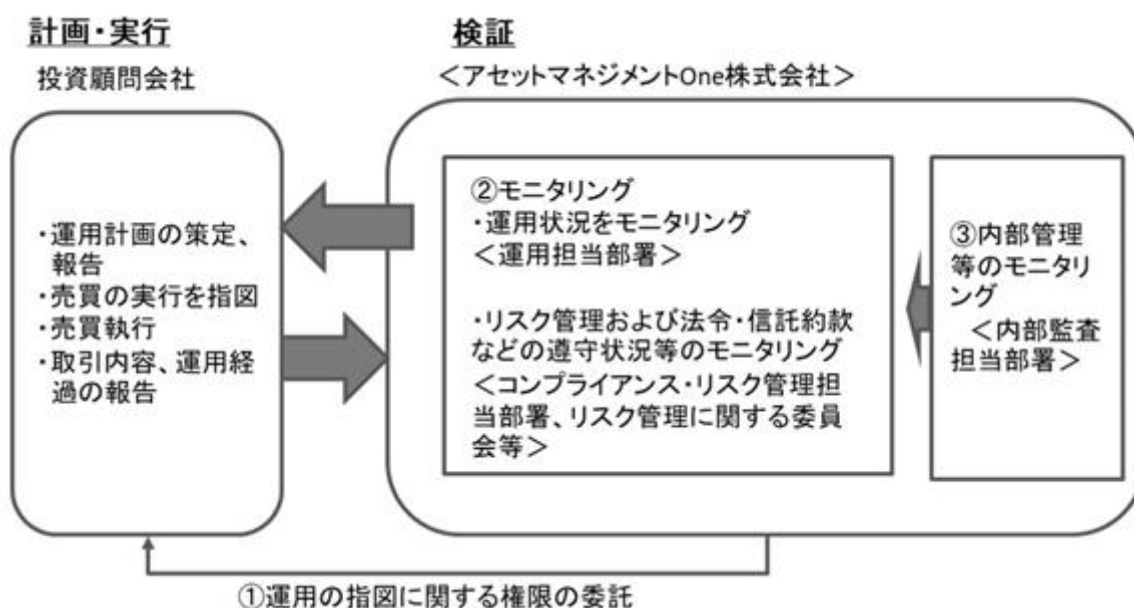 計画・実行
投資顧問会社
・運用計画の策定、
報告
・売買の実行を指図
・売買執行
・取引内容、運用経
過の報告
検証
＜アセットマネジメントOne株式会社＞
②モニタリング
・運用状況をモニタリング
＜運用担当部署＞
・リスク管理および法令・信託約款
などの遵守状況等のモニタリング
＜コンプライアンス・リスク管理担
当部署、リスク管理に関する委員
会等＞
③内部管理
等のモニタリ
ング
＜内部監査
担当部署＞
①運用の指図に関する権限の委託